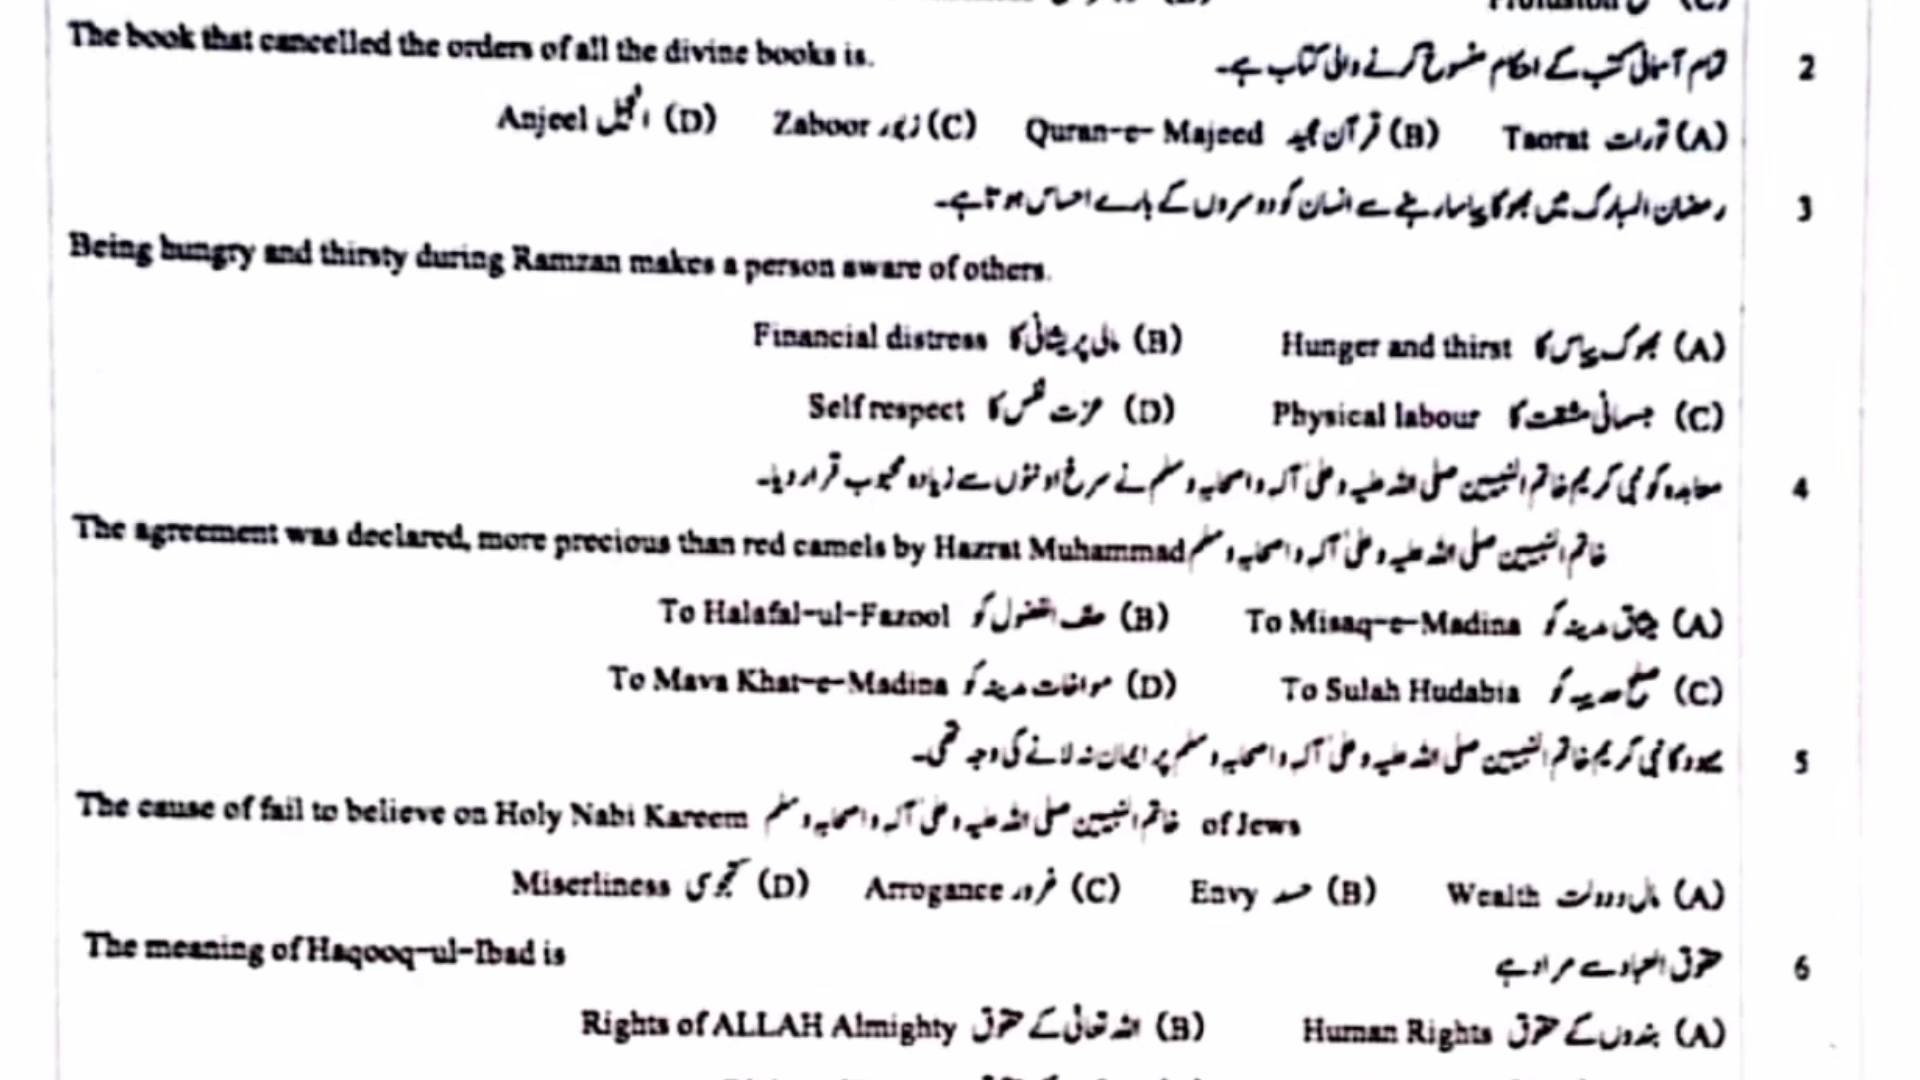 The book that cancelled the orders of all the divine books is. تمام آسمانی کتب کے احکام منسوخ کرنے والی کتاب ہے۔ 2
(A) تورات Taorat (B) قرآن مجید Quran-e- Majeed (C) زبور Zaboor (D) انجیل Anjeel
رمضان المبارک میں بھوکا پیاسا رہنے سے انسان کو دوسروں کے بارے احساس ہوتا ہے۔ 3
Being hungry and thirsty during Ramzan makes a person aware of others.
(A) بھوک پیاس کا Hunger and thirst (B) مالی پریشانی کا Financial distress
(C) جسمانی مشقت کا Physical labour (D) عزت نفس کا Self respect
معاہدہ کو نبی کریم خاتم النبیین صلی اللہ علیہ وعلی آلہ واصحابہ وسلم نے سرخ اونٹوں سے زیادہ محبوب قرار دیا۔ 4
The agreement was declared, more precious than red camels by Hazrat Muhammad خاتم النبیین صلی اللہ علیہ وعلی آلہ واصحابہ وسلم
(A) میثاق مدینہ کو To Misaq-e-Madina (B) حلف الفضول کو To Halafal-ul-Fazool
(C) صلح حدیبیہ کو To Sulah Hudabia (D) مواخات مدینہ کو To Mava Khat-e-Madina
یہود کا نبی کریم خاتم النبیین صلی اللہ علیہ وعلی آلہ واصحابہ وسلم پر ایمان نہ لانے کی وجہ تھی۔ 5
The cause of fail to believe on Holy Nabi Kareem خاتم النبیین صلی اللہ علیہ وعلی آلہ واصحابہ وسلم of Jews
(A) مال ودولت Wealth (B) حسد Envy (C) غرور Arrogance (D) کنجوسی Miserliness
The meaning of Haqooq-ul-Ibad is حقوق العباد سے مراد ہے 6
(A) بندوں کے حقوق Human Rights (B) اللہ تعالیٰ کے حقوق Rights of ALLAH Almighty